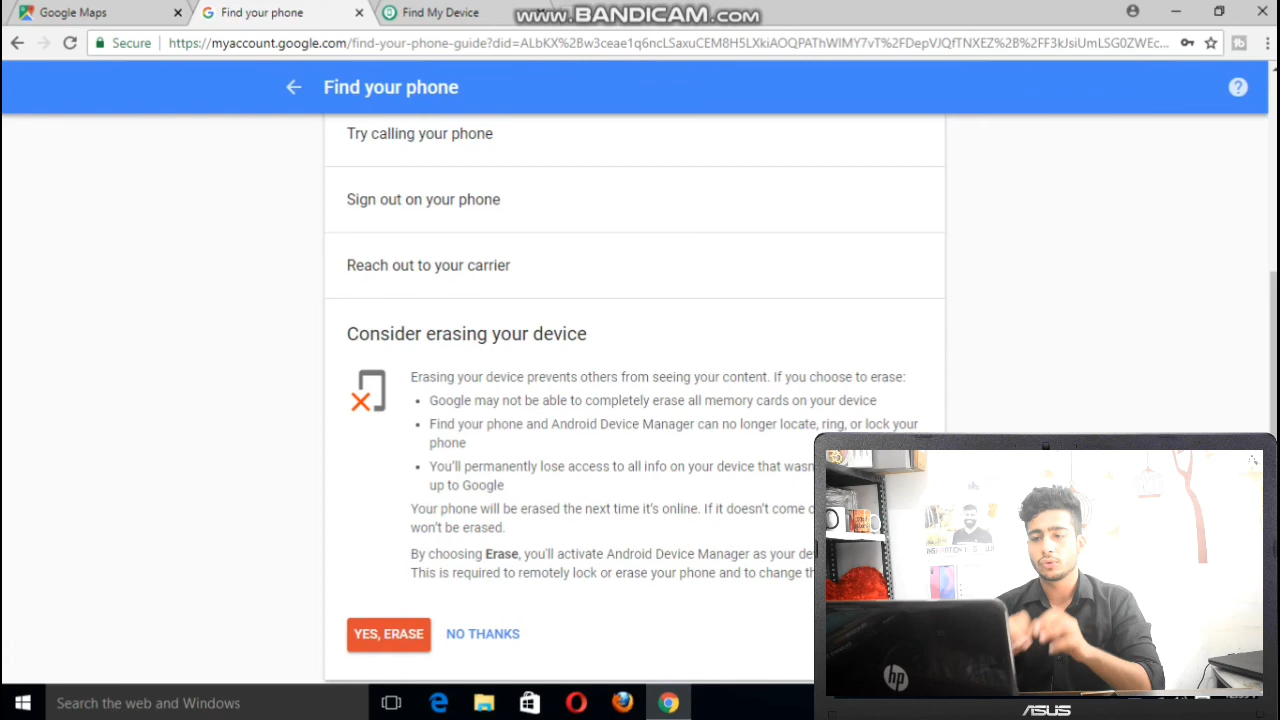 Google Maps
Find your phone
Find My Device
www.BANDICAM.com
Secure
https://myaccount.google.com/find-your-phone-guide?did=
Find your phone
Try calling your phone
Sign out on your phone
Reach out to your carrier
Consider erasing your device
Erasing your device prevents others from seeing your content. If you choose to erase:
• Google may not be able to completely erase all memory cards on your device
• Find your phone and Android Device Manager can no longer locate, ring, or lock your
phone
• You'll permanently lose access to all info on your device that
up to Google
Your phone will be erased the next time it's online. If it doesn't come
won't be erased.
By choosing Erase, you'll activate Android Device Manager as your
This is required to remotely lock or erase your phone and to change
YES, ERASE
NO THANKS
Search the web and Windows
hp
ASUS